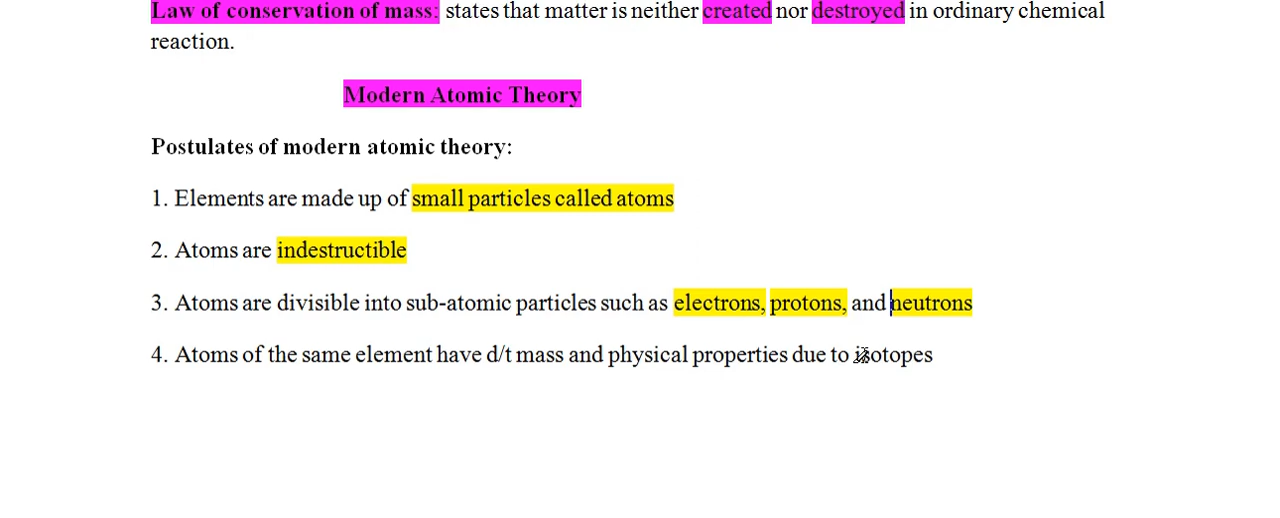 Law of conservation of mass: states that matter is neither created nor destroyed in ordinary chemical
reaction.
Modern Atomic Theory
Postulates of modern atomic theory:
1. Elements are made up of small particles called atoms
2. Atoms are indestructible
3. Atoms are divisible into sub-atomic particles such as electrons, protons, and neutrons
4. Atoms of the same element have d/t mass and physical properties due to isotopes